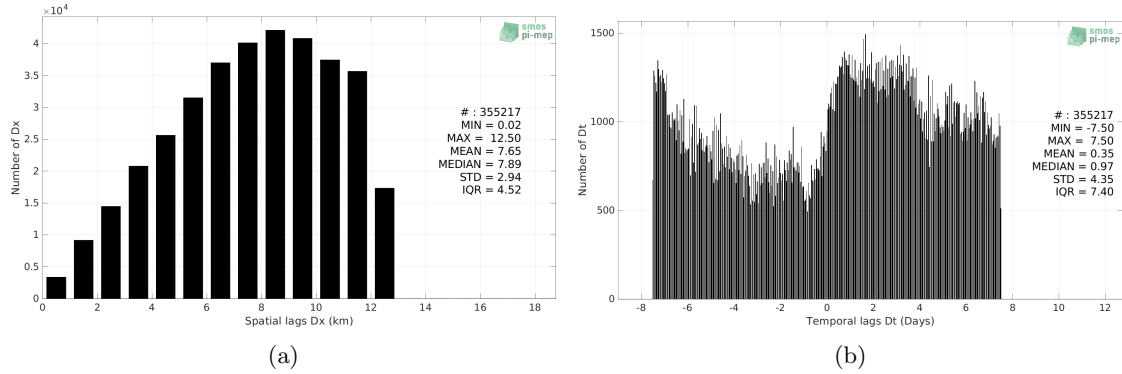 ×10⁴
4
3.5
3
2.5
2
1.5
1
0.5
0
Number of Dx
0 2 4 6 8 10 12 14 16 18
Spatial lags Dx (km)
smos
pi-mep
# : 355217
MIN = 0.02
MAX = 12.50
MEAN = 7.65
MEDIAN = 7.89
STD = 2.94
IQR = 4.52
(a)
1500
1000
500
0
Number of Dt
-8 -6 -4 -2 0 2 4 6 8 10 12
Temporal lags Dt (Days)
smos
pi-mep
# : 355217
MIN = -7.50
MAX = 7.50
MEAN = 0.35
MEDIAN = 0.97
STD = 4.35
IQR = 7.40
(b)